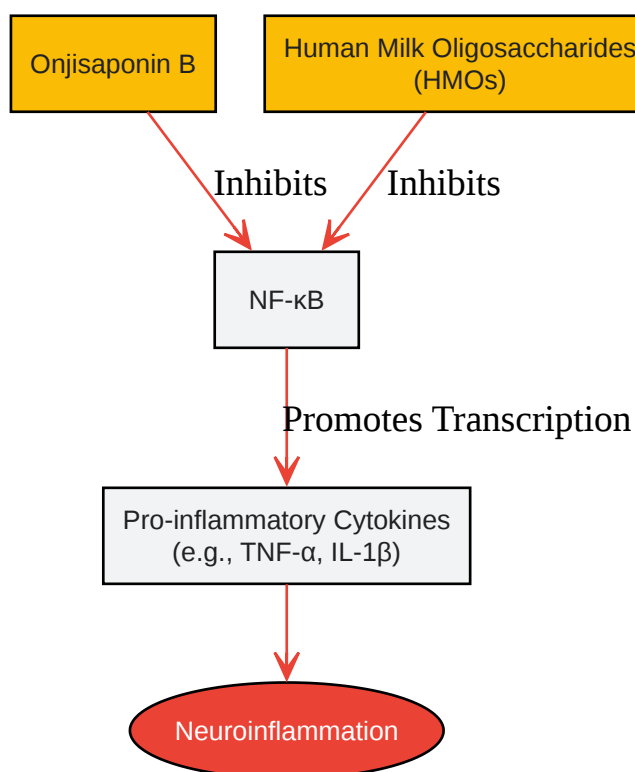 Onjisaponin B
Human Milk Oligosaccharides
(HMOs)
Inhibits
Inhibits
NF-κB
Promotes Transcription
Pro-inflammatory Cytokines
(e.g., TNF-α, IL-1β)
Neuroinflammation